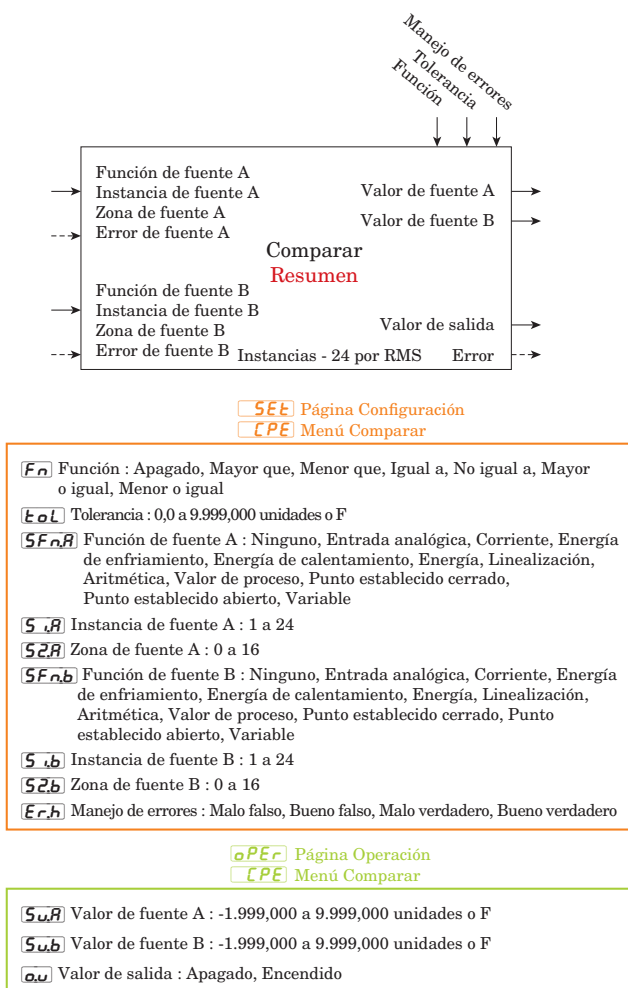 Manejo de errores
Tolerancia
Función
Función de fuente A
Instancia de fuente A
Zona de fuente A
Error de fuente A
Valor de fuente A
Valor de fuente B
Comparar
Resumen
Función de fuente B
Instancia de fuente B
Zona de fuente B
Error de fuente B
Instancias - 24 por RMS
Valor de salida
Error
SEt Página Configuración
CPE Menú Comparar
Fn Función : Apagado, Mayor que, Menor que, Igual a, No igual a, Mayor
o igual, Menor o igual
toL Tolerancia : 0,0 a 9.999,000 unidades o F
SFn.A Función de fuente A : Ninguno, Entrada analógica, Corriente, Energía
de enfriamiento, Energía de calentamiento, Energía, Linealización,
Aritmética, Valor de proceso, Punto establecido cerrado,
Punto establecido abierto, Variable
Si.A Instancia de fuente A : 1 a 24
SZ.A Zona de fuente A : 0 a 16
SFn.b Función de fuente B : Ninguno, Entrada analógica, Corriente, Energía
de enfriamiento, Energía de calentamiento, Energía, Linealización,
Aritmética, Valor de proceso, Punto establecido cerrado, Punto
establecido abierto, Variable
Si.b Instancia de fuente B : 1 a 24
SZ.b Zona de fuente B : 0 a 16
Er.h Manejo de errores : Malo falso, Bueno falso, Malo verdadero, Bueno verdadero
oPEr Página Operación
CPE Menú Comparar
Su.A Valor de fuente A : -1.999,000 a 9.999,000 unidades o F
Su.b Valor de fuente B : -1.999,000 a 9.999,000 unidades o F
o.u Valor de salida : Apagado, Encendido